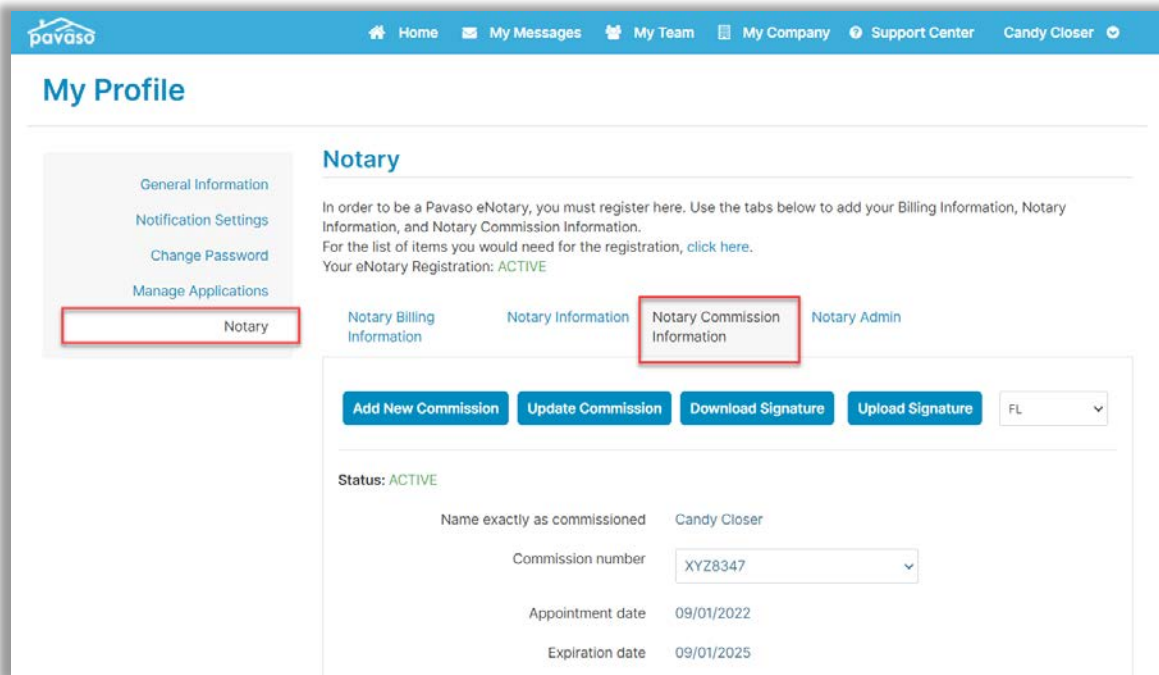 pavaso
Home My Messages My Team My Company Support Center Candy Closer
My Profile
General Information
Notification Settings
Change Password
Manage Applications
Notary
Notary
In order to be a Pavaso eNotary, you must register here. Use the tabs below to add your Billing Information, Notary
Information, and Notary Commission Information.
For the list of items you would need for the registration, click here.
Your eNotary Registration: ACTIVE
Notary Billing
Information
Notary Information
Notary Commission
Information
Notary Admin
Add New Commission Update Commission Download Signature Upload Signature FL
Status: ACTIVE
Name exactly as commissioned Candy Closer
Commission number XYZ8347
Appointment date 09/01/2022
Expiration date 09/01/2025